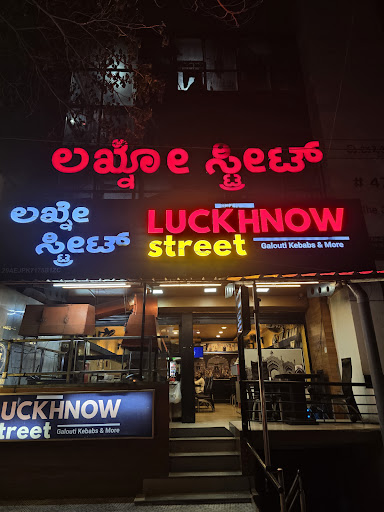 ಲಖ್ನೋ ಸ್ಟ್ರೀಟ್
ಲಖ್ನೋ
ಸ್ಟ್ರೀಟ್
LUCKHNOW
street
Galouti Kebabs & More
LUCKHNOW
street
Galouti Kebabs & More